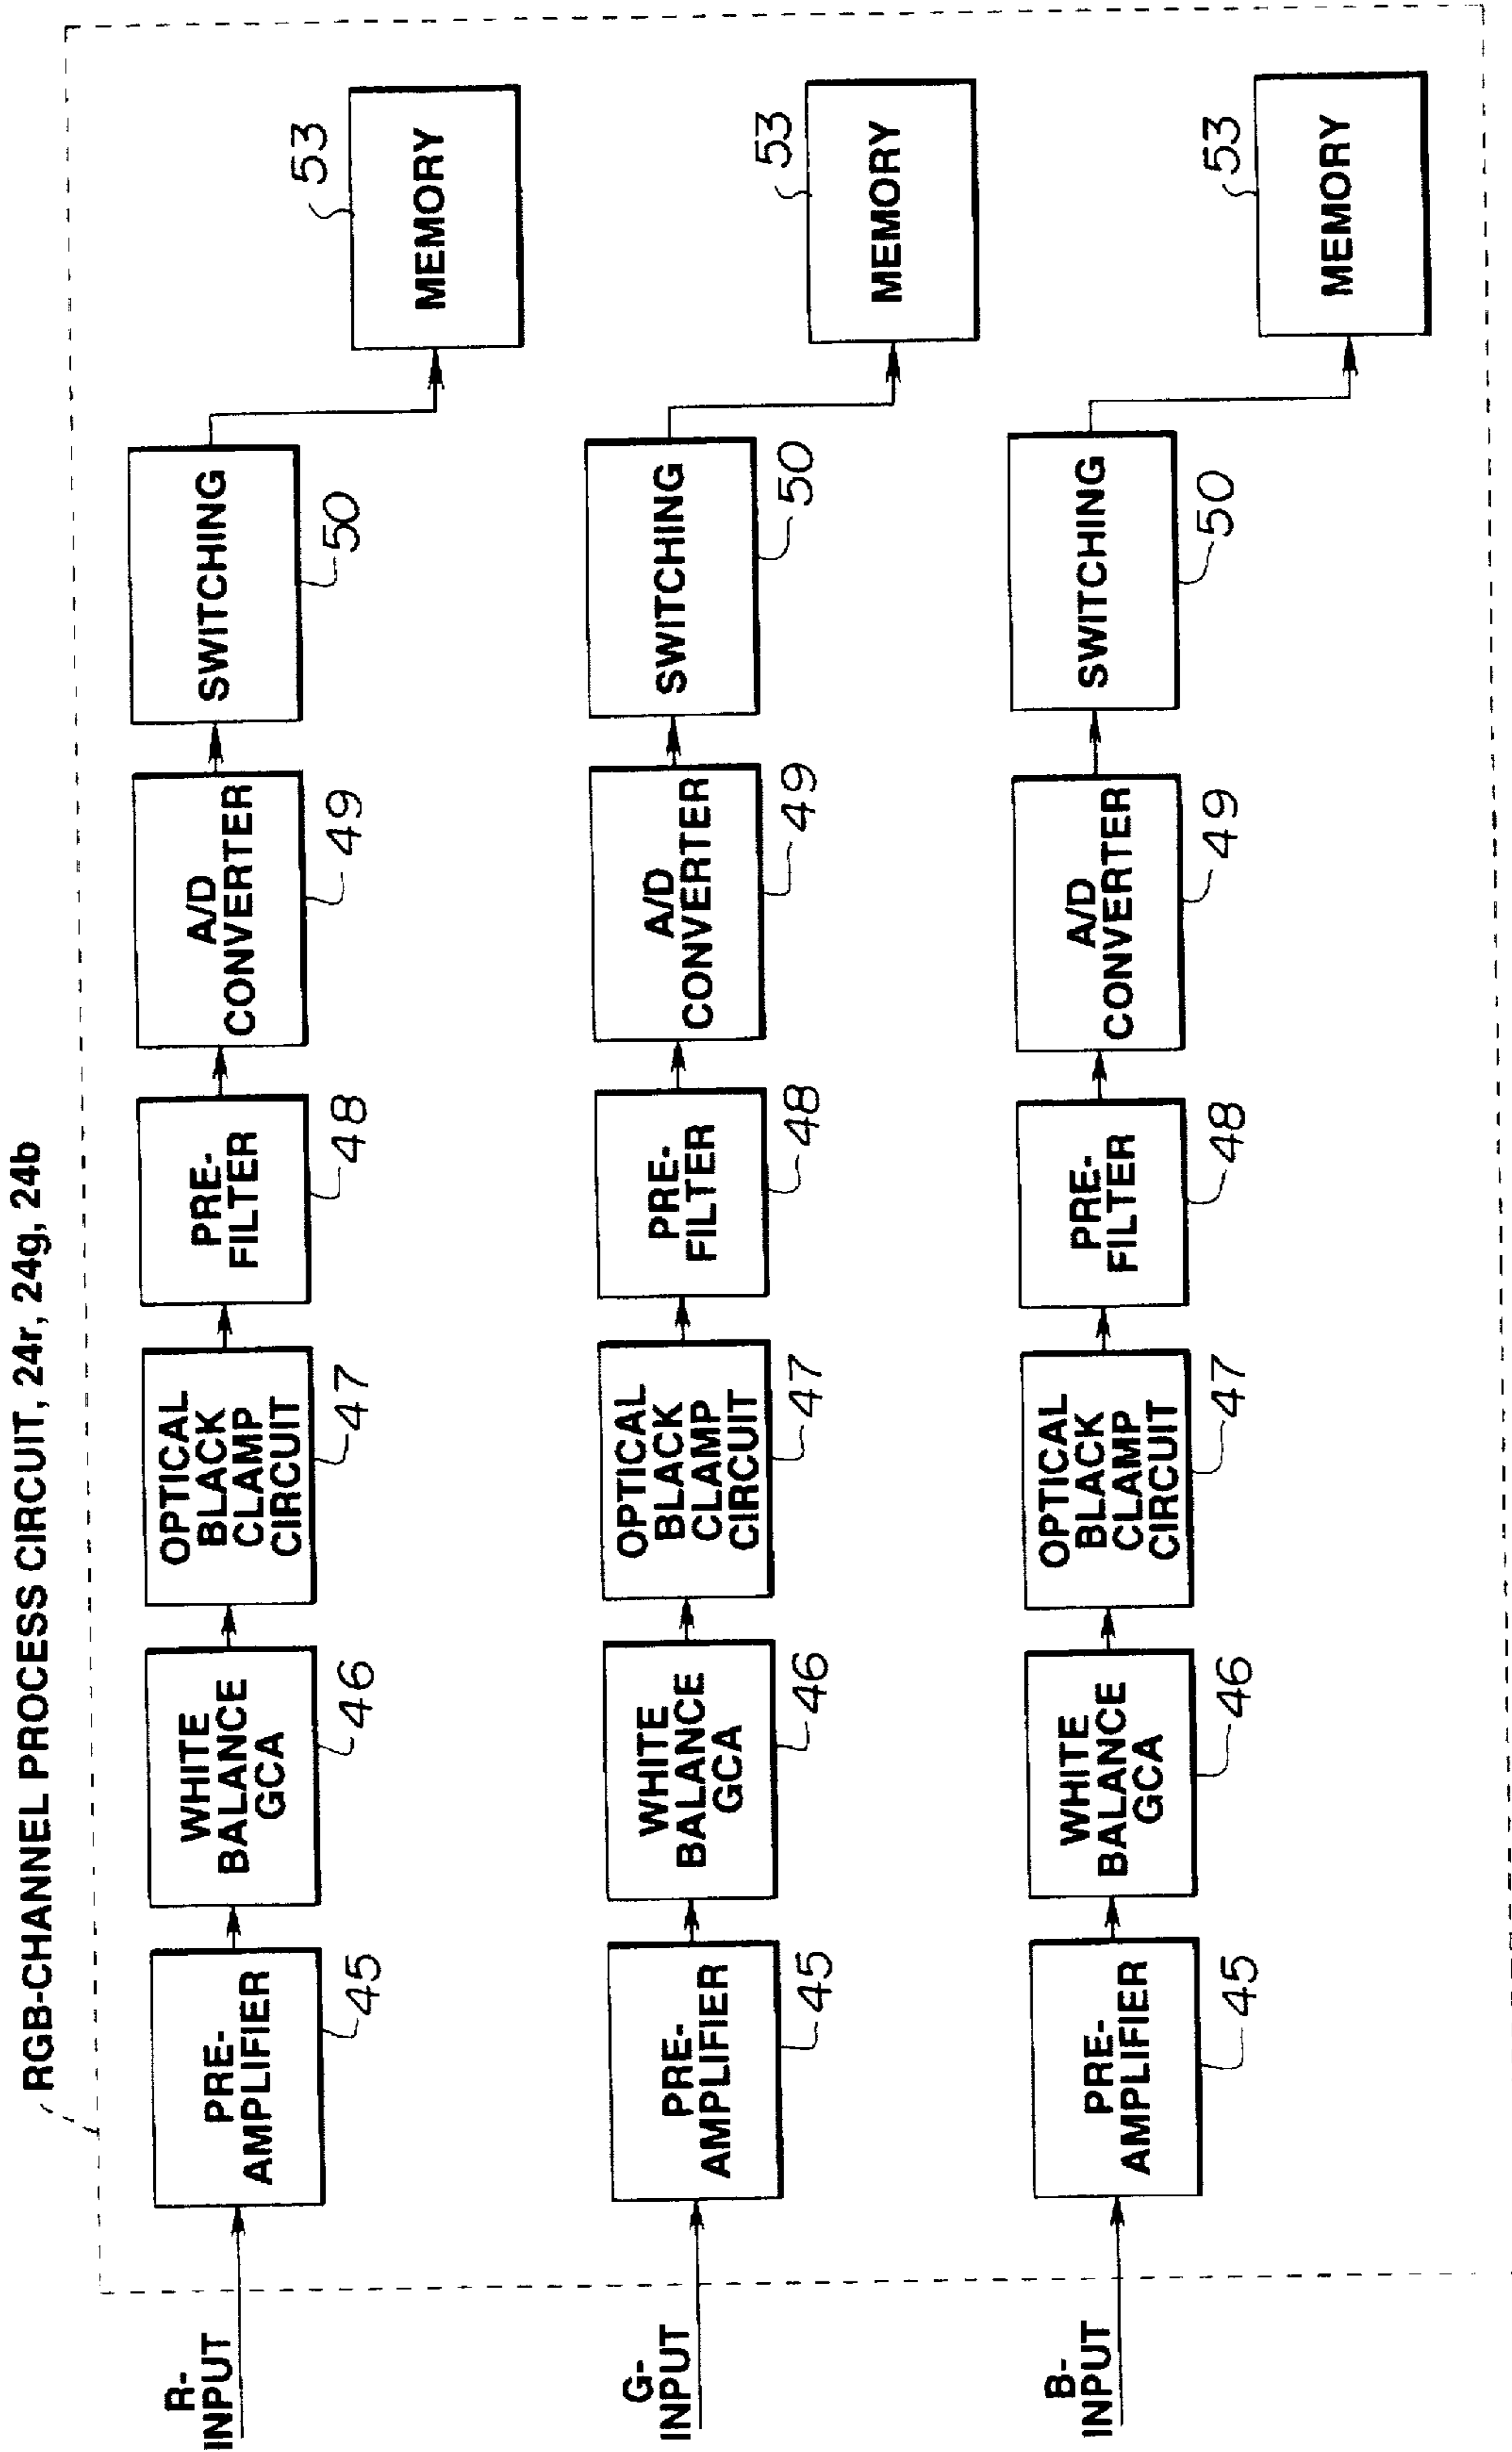 RGB-CHANNEL PROCESS CIRCUIT, 24r, 24g, 24b
R-
INPUT
PRE-
AMPLIFIER
45
WHITE
BALANCE
GCA
46
OPTICAL
BLACK
CLAMP
CIRCUIT
47
PRE-
FILTER
48
A/D
CONVERTER
49
SWITCHING
50
MEMORY
53
G-
INPUT
PRE-
AMPLIFIER
45
WHITE
BALANCE
GCA
46
OPTICAL
BLACK
CLAMP
CIRCUIT
47
PRE-
FILTER
48
A/D
CONVERTER
49
SWITCHING
50
MEMORY
53
B-
INPUT
PRE-
AMPLIFIER
45
WHITE
BALANCE
GCA
46
OPTICAL
BLACK
CLAMP
CIRCUIT
47
PRE-
FILTER
48
A/D
CONVERTER
49
SWITCHING
50
MEMORY
53